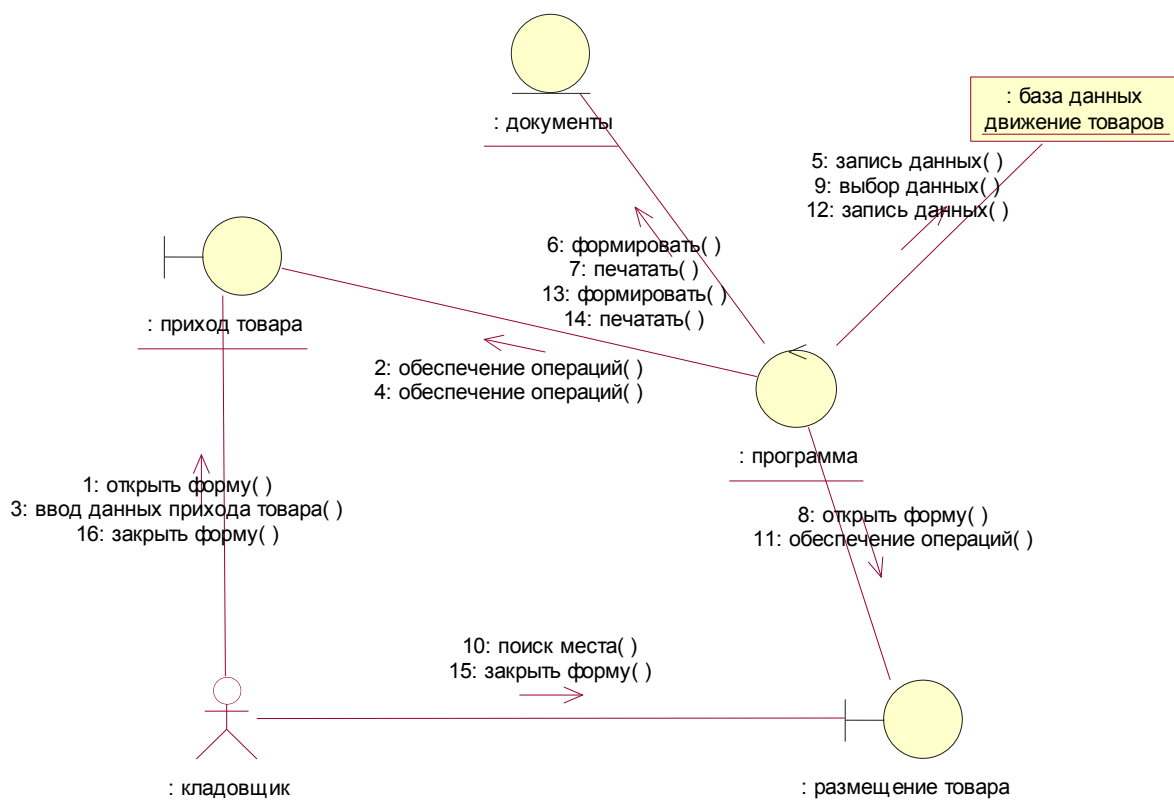 : документы
: база данных
движение товаров
5: запись данных( )
9: выбор данных( )
12: запись данных( )
6: формировать( )
7: печатать( )
13: формировать( )
14: печатать( )
: приход товара
2: обеспечение операций( )
4: обеспечение операций( )
: программа
1: открыть форму( )
3: ввод данных прихода товара( )
16: закрыть форму( )
8: открыть форму( )
11: обеспечение операций( )
10: поиск места( )
15: закрыть форму( )
: кладовщик
: размещение товара